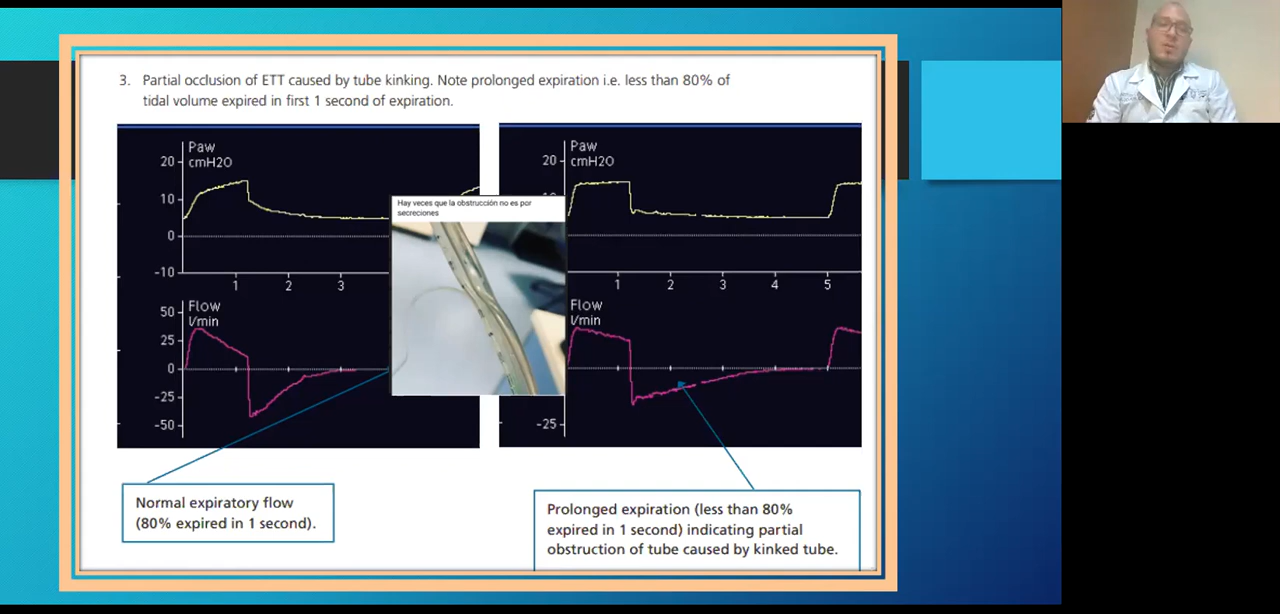 3. Partial occlusion of ETT caused by tube kinking. Note prolonged expiration i.e. less than 80% of
tidal volume expired in first 1 second of expiration.
Paw
cmH2O
20
10
0
-10
1 2 3
Flow
l/min
50
25
0
-25
-50
Hay veces que la obstrucción no es por
secreciones
Paw
cmH2O
20
1 2 3 4 5
Flow
l/min
-25
Normal expiratory flow
(80% expired in 1 second).
Prolonged expiration (less than 80%
expired in 1 second) indicating partial
obstruction of tube caused by kinked tube.